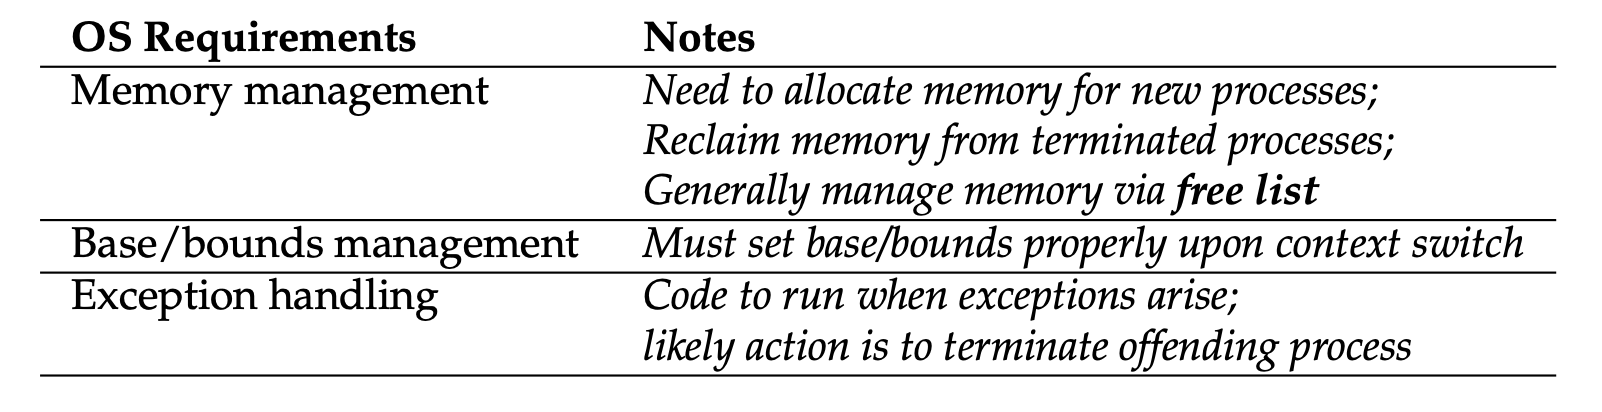 OS Requirements Notes
Memory management Need to allocate memory for new processes;
Reclaim memory from terminated processes;
Generally manage memory via free list
Base/bounds management Must set base/bounds properly upon context switch
Exception handling Code to run when exceptions arise;
likely action is to terminate offending process